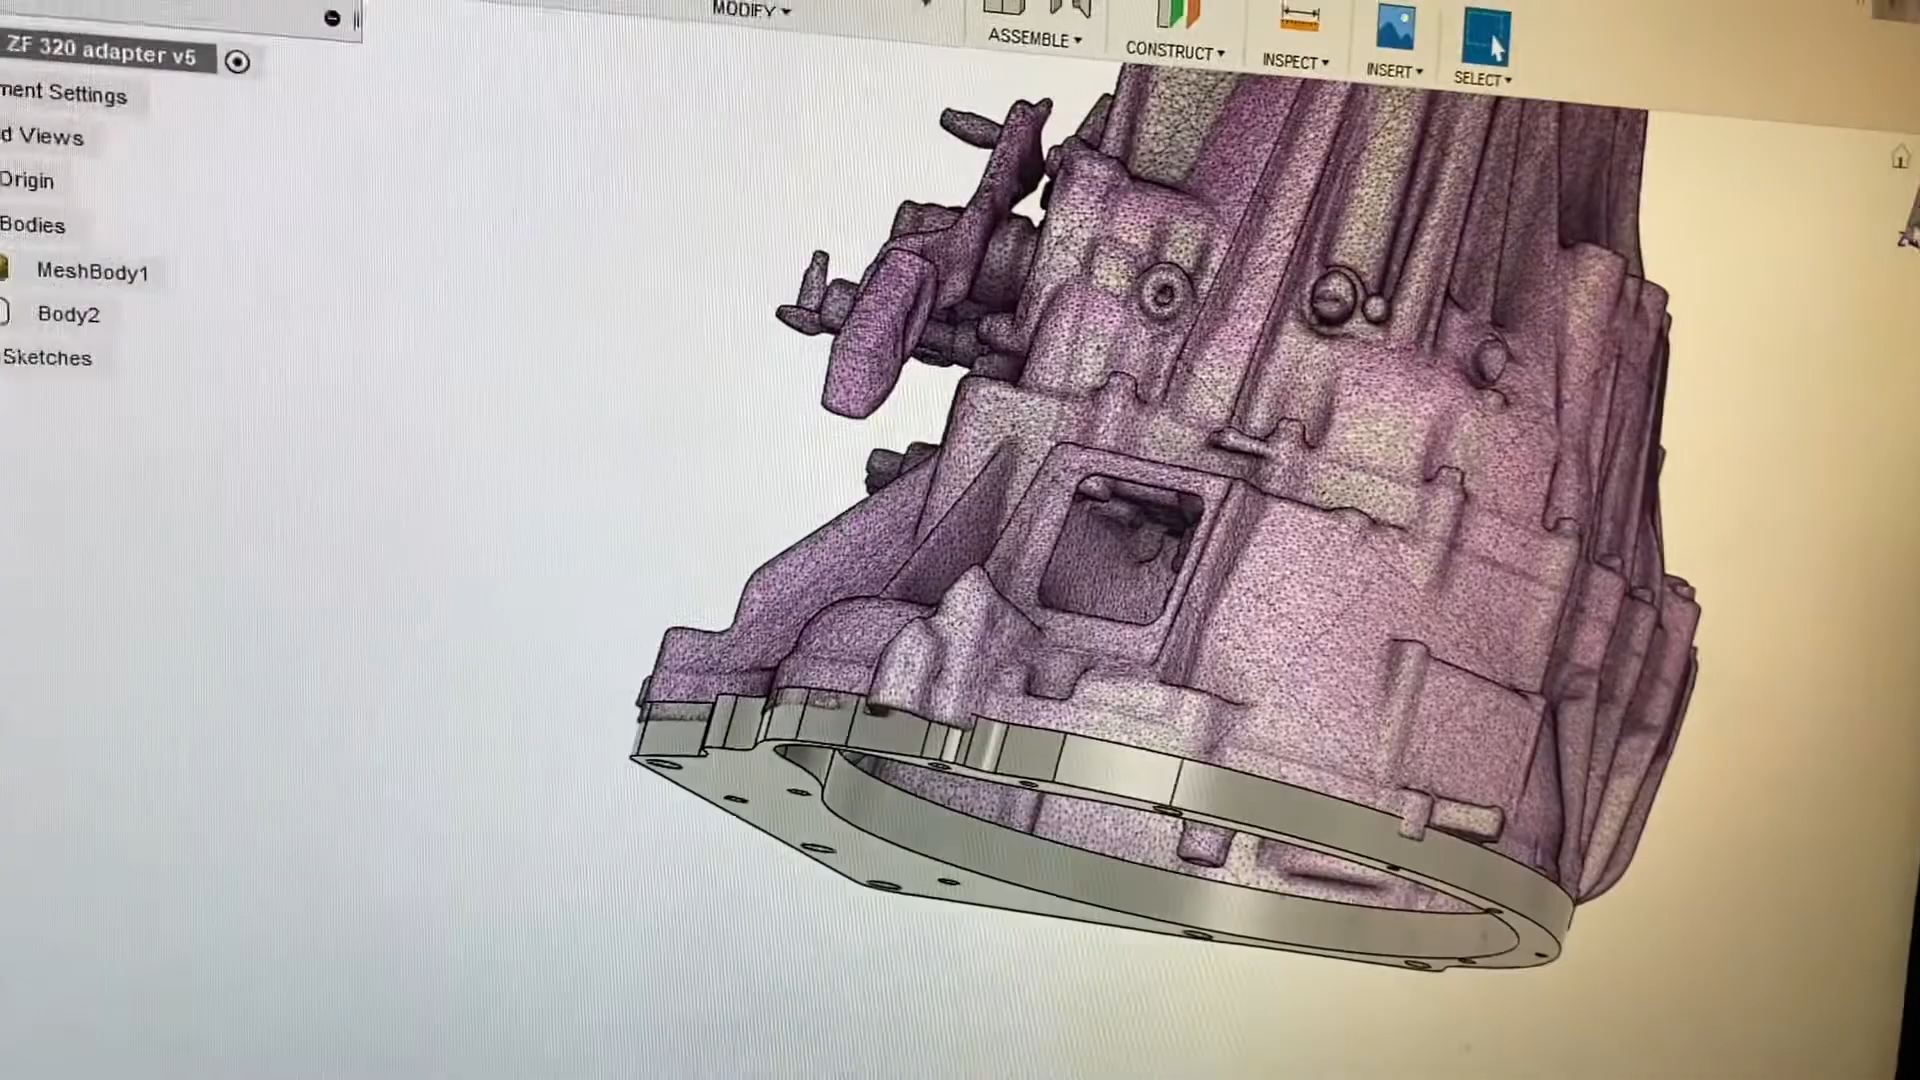 MODIFY
ASSEMBLE
CONSTRUCT
INSPECT
INSERT
SELECT
ZF 320 adapter v5
ment Settings
d Views
Origin
Bodies
MeshBody1
Body2
Sketches